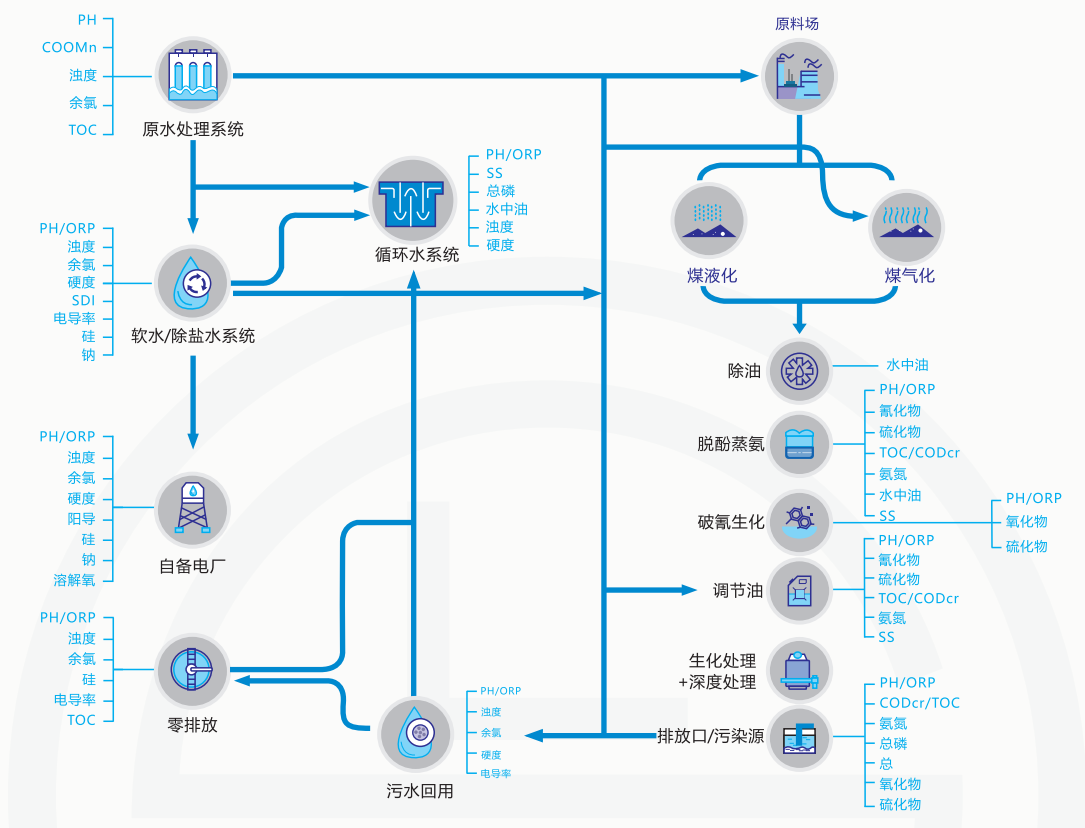 PH
COOMn
浊度
余氯
TOC
原水处理系统
原料场
PH/ORP
SS
总磷
水中油
浊度
硬度
循环水系统
PH/ORP
浊度
余氯
硬度
SDI
电导率
硅
钠
软水/除盐水系统
煤液化
煤气化
除油
水中油
脱酚蒸氨
PH/ORP
氰化物
硫化物
TOC/CODcr
氨氮
水中油
SS
PH/ORP
浊度
余氯
硬度
阳导
硅
钠
溶解氧
自备电厂
破氰生化
PH/ORP
氧化物
硫化物
调节油
PH/ORP
氰化物
硫化物
TOC/CODcr
氨氮
SS
PH/ORP
浊度
余氯
硅
电导率
TOC
零排放
生化处理
+深度处理
PH/ORP
浊度
余氯
硬度
电导率
污水回用
排放口/污染源
PH/ORP
CODcr/TOC
氨氮
总磷
总
氧化物
硫化物